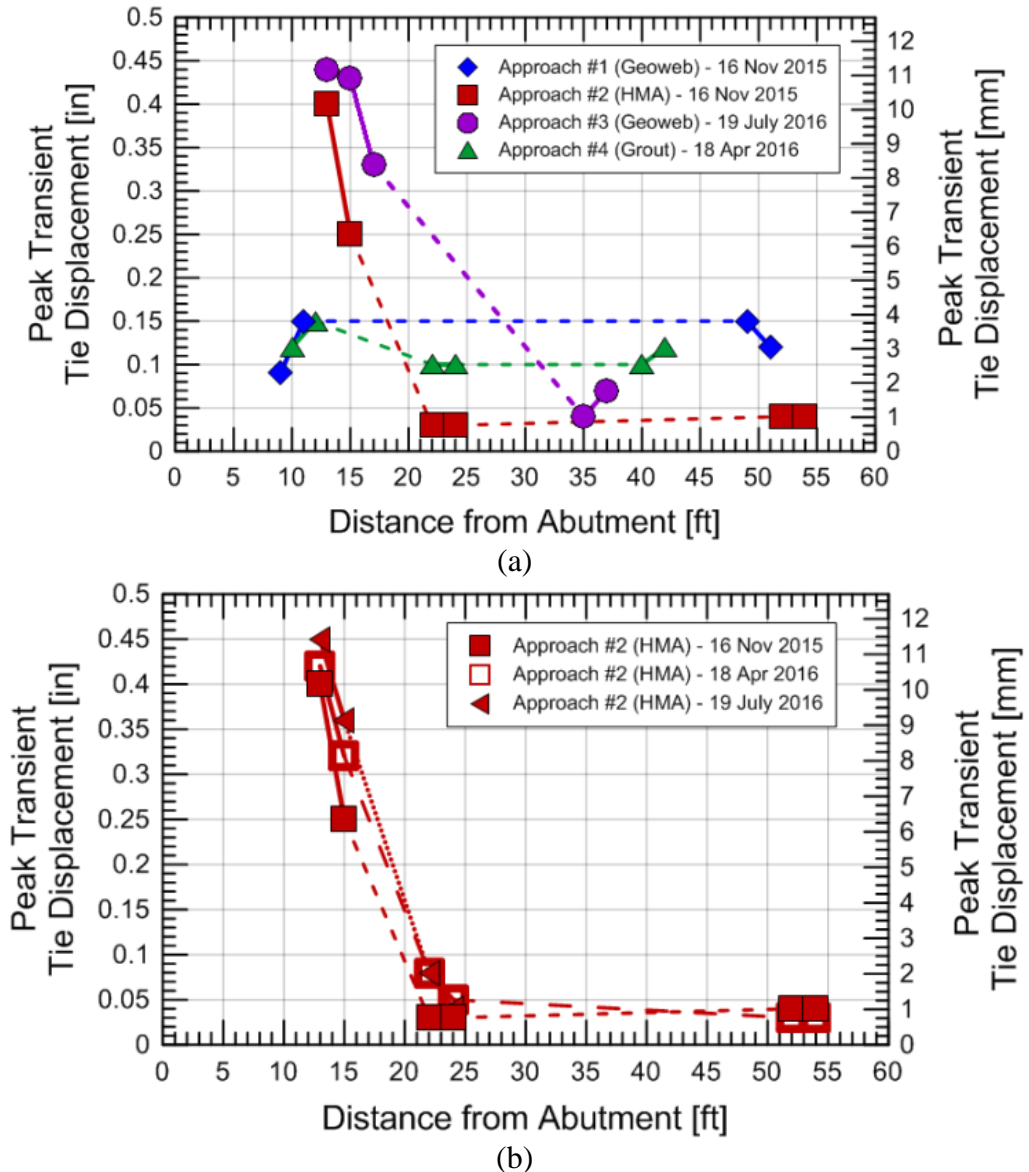 0.5
0.45
0.4
0.35
0.3
0.25
0.2
0.15
0.1
0.05
0
12
11
10
9
8
7
6
5
4
3
2
1
0
0 5 10 15 20 25 30 35 40 45 50 55 60
Peak Transient
Tie Displacement [in]
Peak Transient
Tie Displacement [mm]
Approach #1 (Geoweb) - 16 Nov 2015
Approach #2 (HMA) - 16 Nov 2015
Approach #3 (Geoweb) - 19 July 2016
Approach #4 (Grout) - 18 Apr 2016
Distance from Abutment [ft]
(a)
0.5
0.45
0.4
0.35
0.3
0.25
0.2
0.15
0.1
0.05
0
12
11
10
9
8
7
6
5
4
3
2
1
0
0 5 10 15 20 25 30 35 40 45 50 55 60
Peak Transient
Tie Displacement [in]
Peak Transient
Tie Displacement [mm]
Approach #2 (HMA) - 16 Nov 2015
Approach #2 (HMA) - 18 Apr 2016
Approach #2 (HMA) - 19 July 2016
Distance from Abutment [ft]
(b)